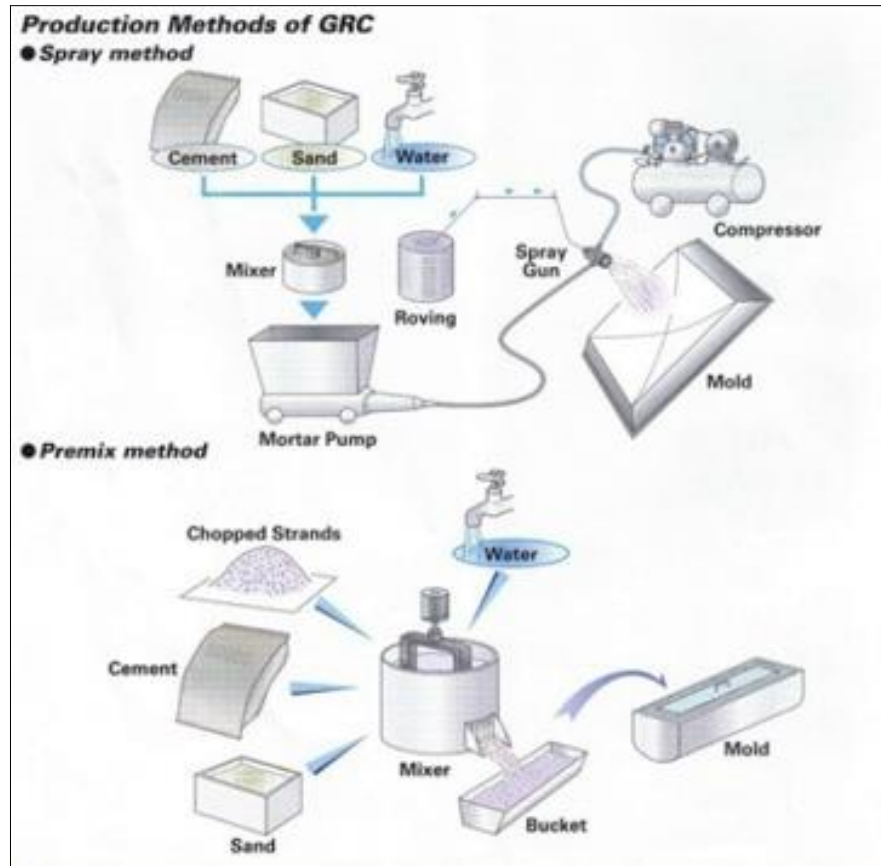 Production Methods of GRC
● Spray method
Cement
Sand
Water
Mixer
Roving
Spray
Gun
Compressor
Mold
Mortar Pump
● Premix method
Chopped Strands
Water
Cement
Mixer
Mold
Sand
Bucket